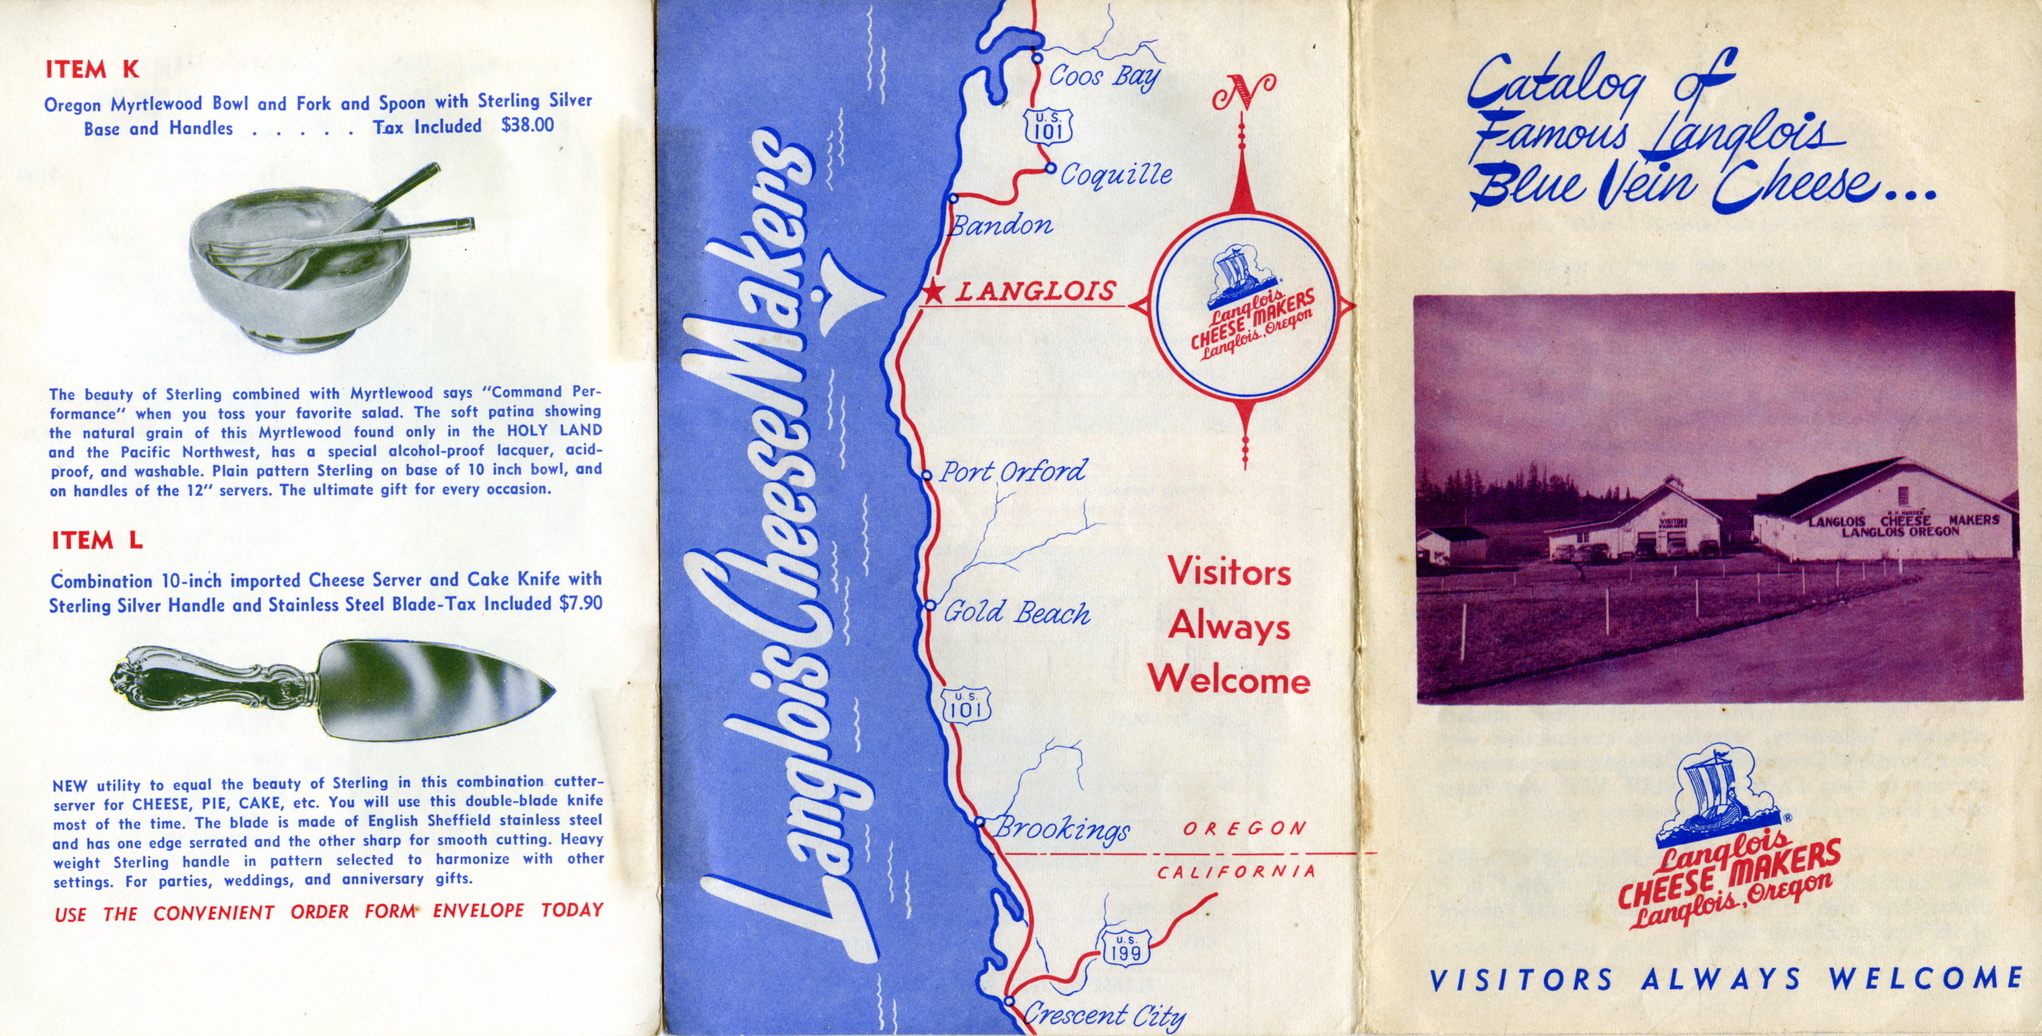 ITEM K
Oregon Myrtlewood Bowl and Fork and Spoon with Sterling Silver
Base and Handles . . . . . Tax Included $38.00
The beauty of Sterling combined with Myrtlewood says "Command Per-
formance" when you toss your favorite salad. The soft patina showing
the natural grain of this Myrtlewood found only in the HOLY LAND
and the Pacific Northwest, has a special alcohol-proof lacquer, acid-
proof, and washable. Plain pattern Sterling on base of 10 inch bowl, and
on handles of the 12" servers. The ultimate gift for every occasion.
ITEM L
Combination 10-inch imported Cheese Server and Cake Knife with
Sterling Silver Handle and Stainless Steel Blade-Tax Included $7.90
NEW utility to equal the beauty of Sterling in this combination cutter-
server for CHEESE, PIE, CAKE, etc. You will use this double-blade knife
most of the time. The blade is made of English Sheffield stainless steel
and has one edge serrated and the other sharp for smooth cutting. Heavy
weight Sterling handle in pattern selected to harmonize with other
settings. For parties, weddings, and anniversary gifts.
USE THE CONVENIENT ORDER FORM ENVELOPE TODAY
Langlois Cheese Makers
Coos Bay
U.S.
101
Coquille
Bandon
LANGLOIS
N
Langlois
CHEESE MAKERS
Langlois, Oregon
Port Orford
Gold Beach
U.S.
101
Brookings
OREGON
CALIFORNIA
U.S.
199
Crescent City
Visitors
Always
Welcome
Catalog of
Famous Langlois
Blue Vein Cheese...
VISITORS
H. H. HANSEN
LANGLOIS CHEESE MAKERS
LANGLOIS OREGON
®
Langlois
CHEESE MAKERS
Langlois, Oregon
VISITORS ALWAYS WELCOME